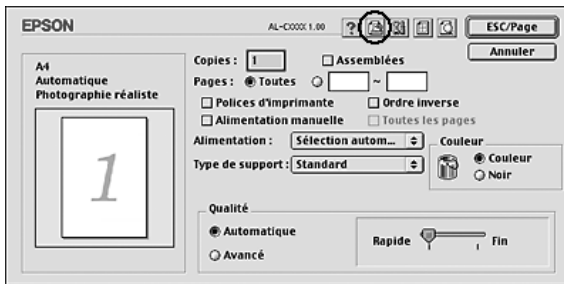 EPSON
AL-CXXXX 1.00
?
ESC/Page
Annuler
A4
Automatique
Photographie réaliste
1
Copies : 1
Assemblées
Pages : Toutes ~
Polices d'imprimante
Ordre inverse
Alimentation manuelle
Toutes les pages
Alimentation : Sélection autom...
Type de support : Standard
Couleur
Couleur
Noir
Qualité
Automatique
Avancé
Rapide
Fin